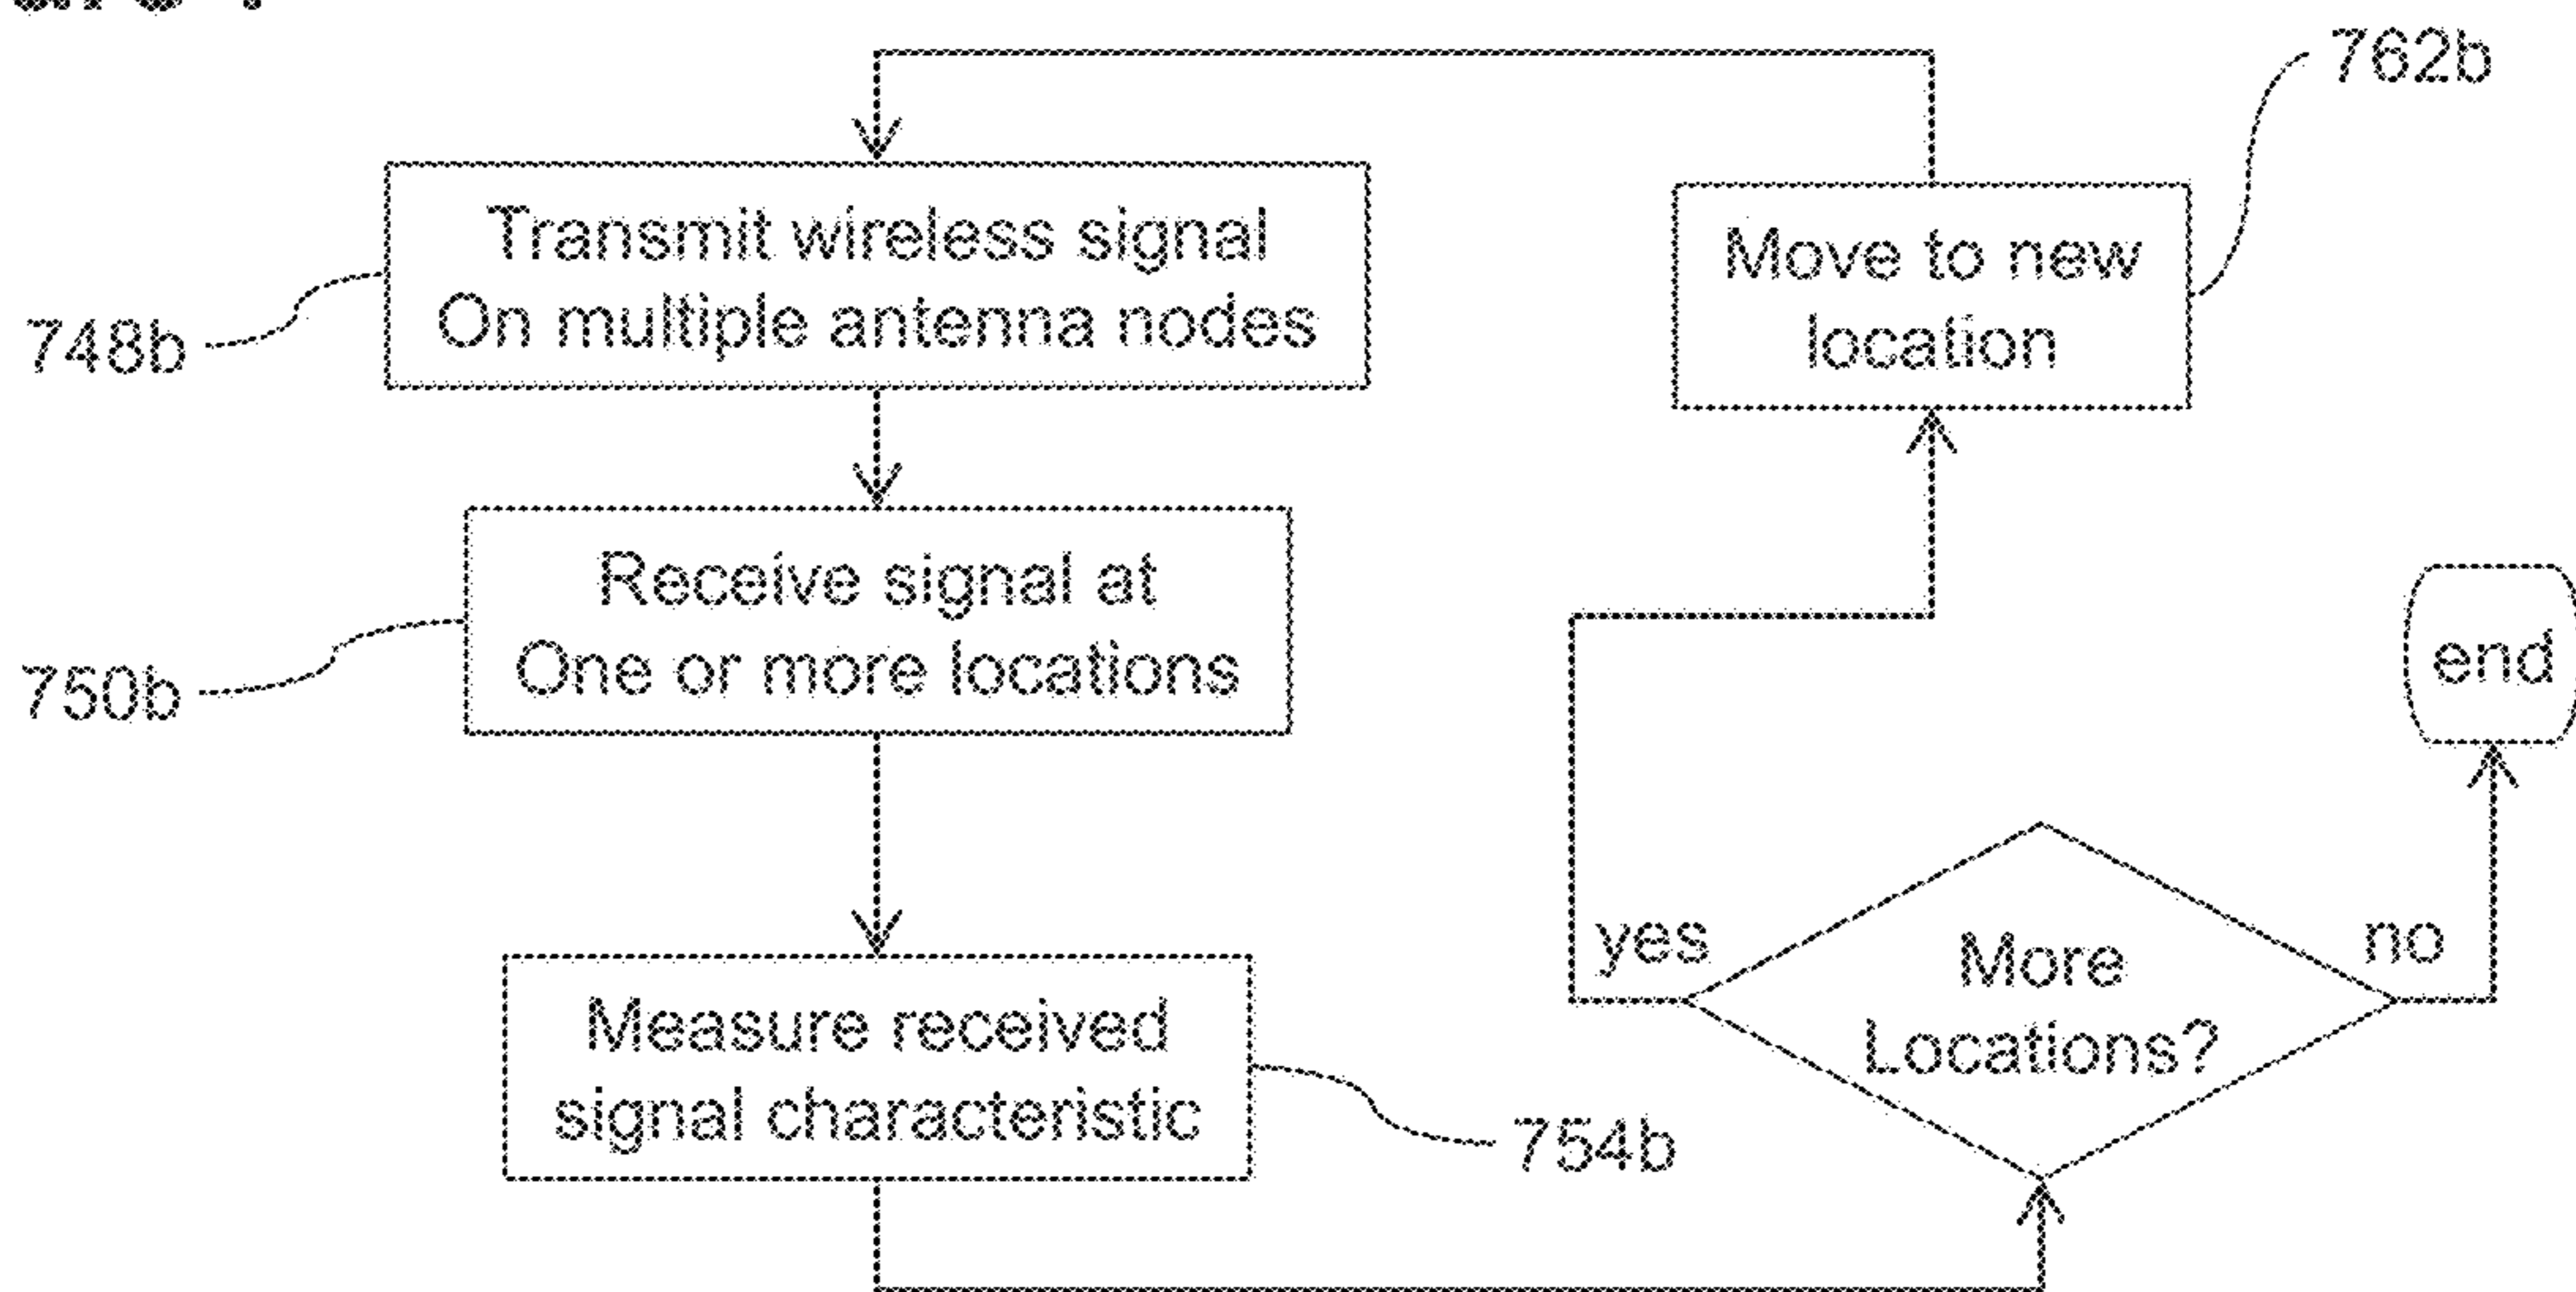 762b
Transmit wireless signal
On multiple antenna nodes
748b
Move to new
location
Receive signal at
One or more locations
750b
end
yes
no
More
Locations?
Measure received
signal characteristic
754b